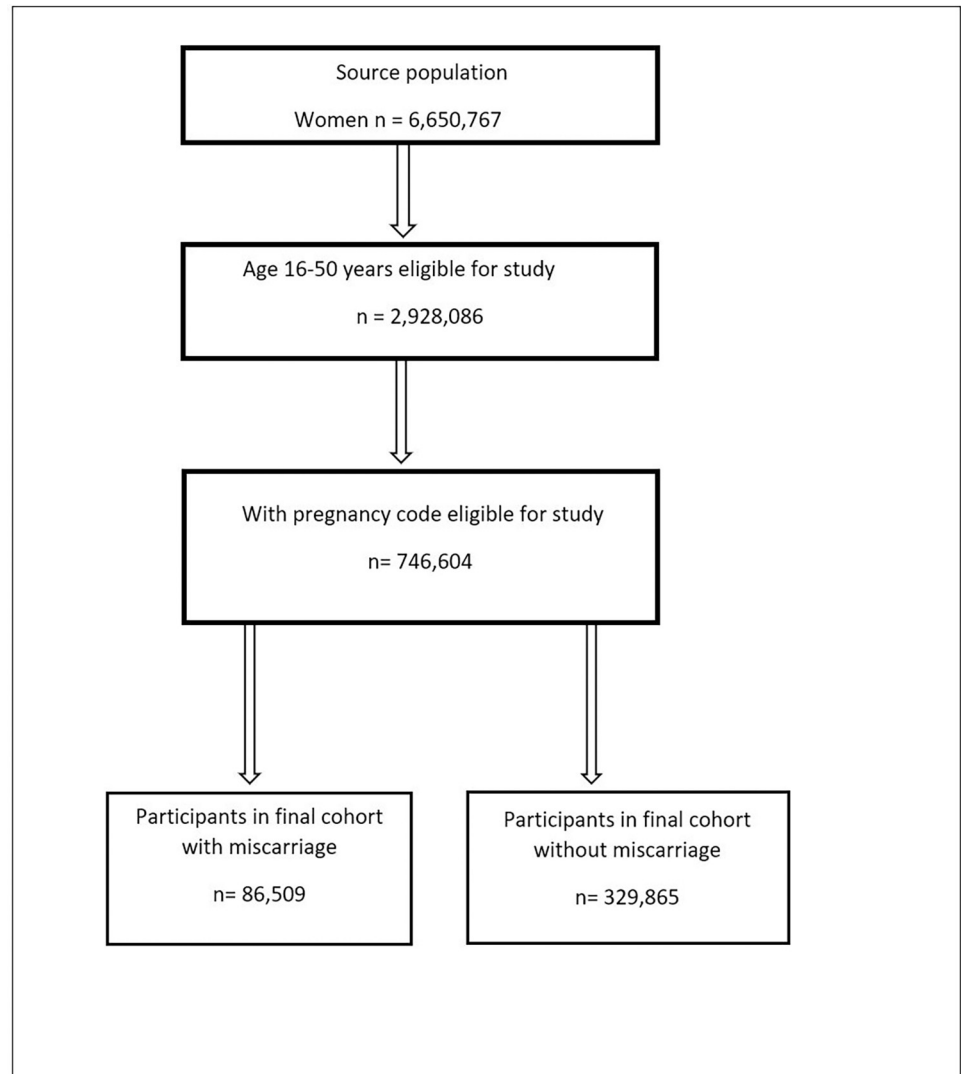 Source population
Women n = 6,650,767
Age 16-50 years eligible for study
n = 2,928,086
With pregnancy code eligible for study
n= 746,604
Participants in final cohort
with miscarriage
n= 86,509
Participants in final cohort
without miscarriage
n= 329,865